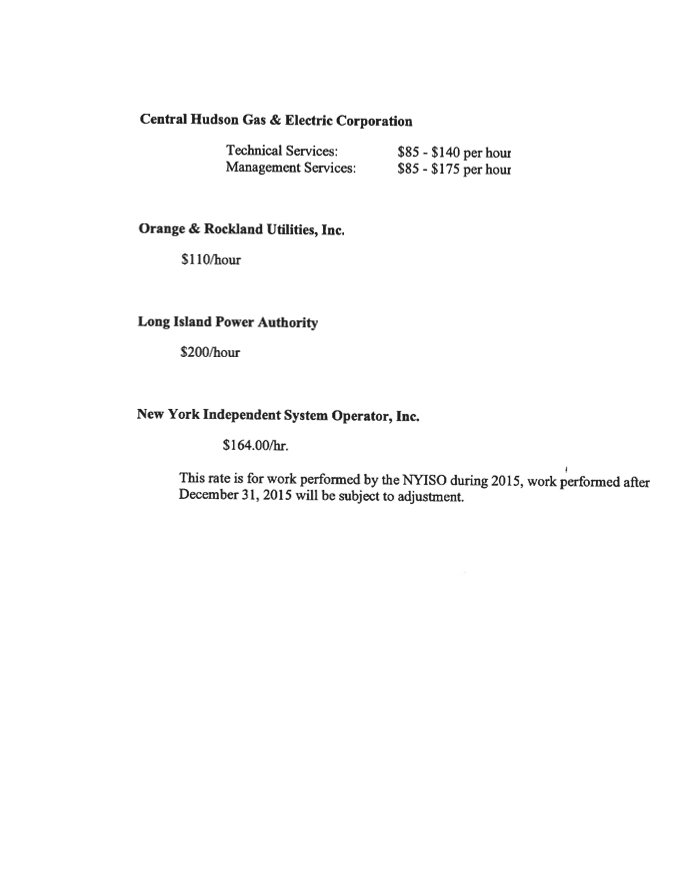 Central Hudson Gas & Electric Corporation
Technical Services: $85 - $140 per hour
Management Services: $85 - $175 per hour
Orange & Rockland Utilities, Inc.
$110/hour
Long Island Power Authority
$200/hour
New York Independent System Operator, Inc.
$164.00/hr.
This rate is for work performed by the NYISO during 2015, work performed after
December 31, 2015 will be subject to adjustment.